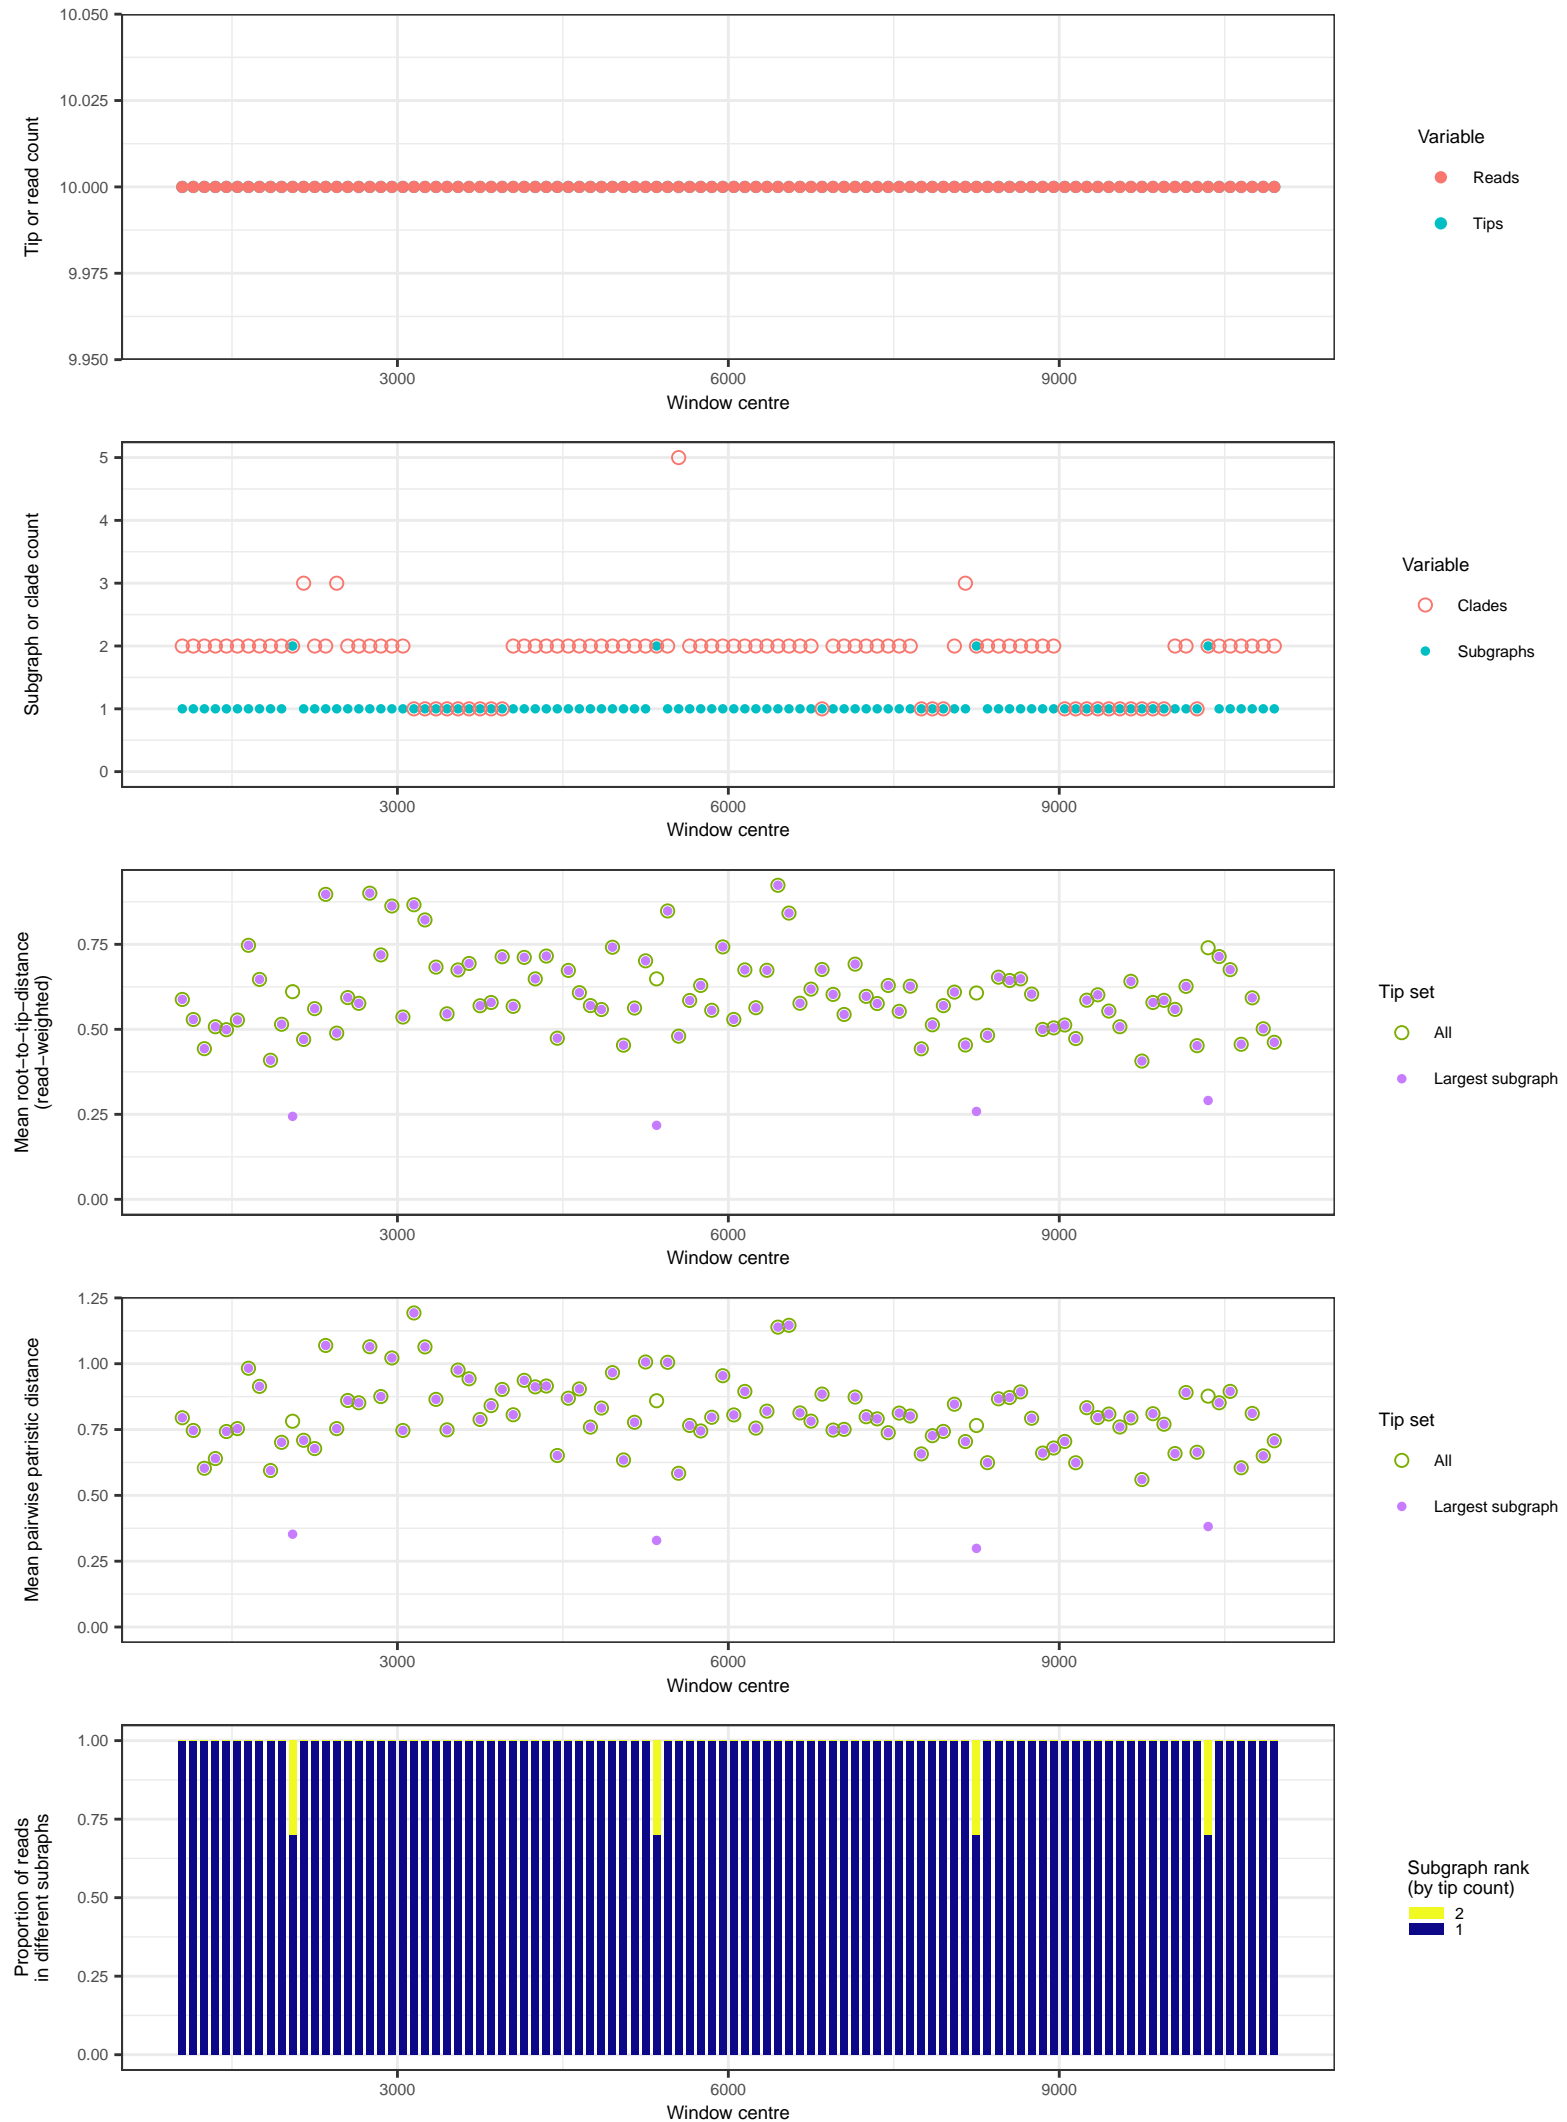 10.050
10.025
10.000
9.975
9.950
Tip or read count
3000
6000
9000
Window centre
Variable
Reads
Tips
5
4
3
2
1
0
Subgraph or clade count
3000
6000
9000
Window centre
Variable
Clades
Subgraphs
0.75
0.50
0.25
0.00
Mean root−to−tip−distance
(read−weighted)
3000
6000
9000
Window centre
Tip set
All
Largest subgraph
1.25
1.00
0.75
0.50
0.25
0.00
Mean pairwise patristic distance
3000
6000
9000
Window centre
Tip set
All
Largest subgraph
1.00
0.75
0.50
0.25
0.00
Proportion of reads
in different subraphs
3000
6000
9000
Window centre
Subgraph rank
(by tip count)
2
1